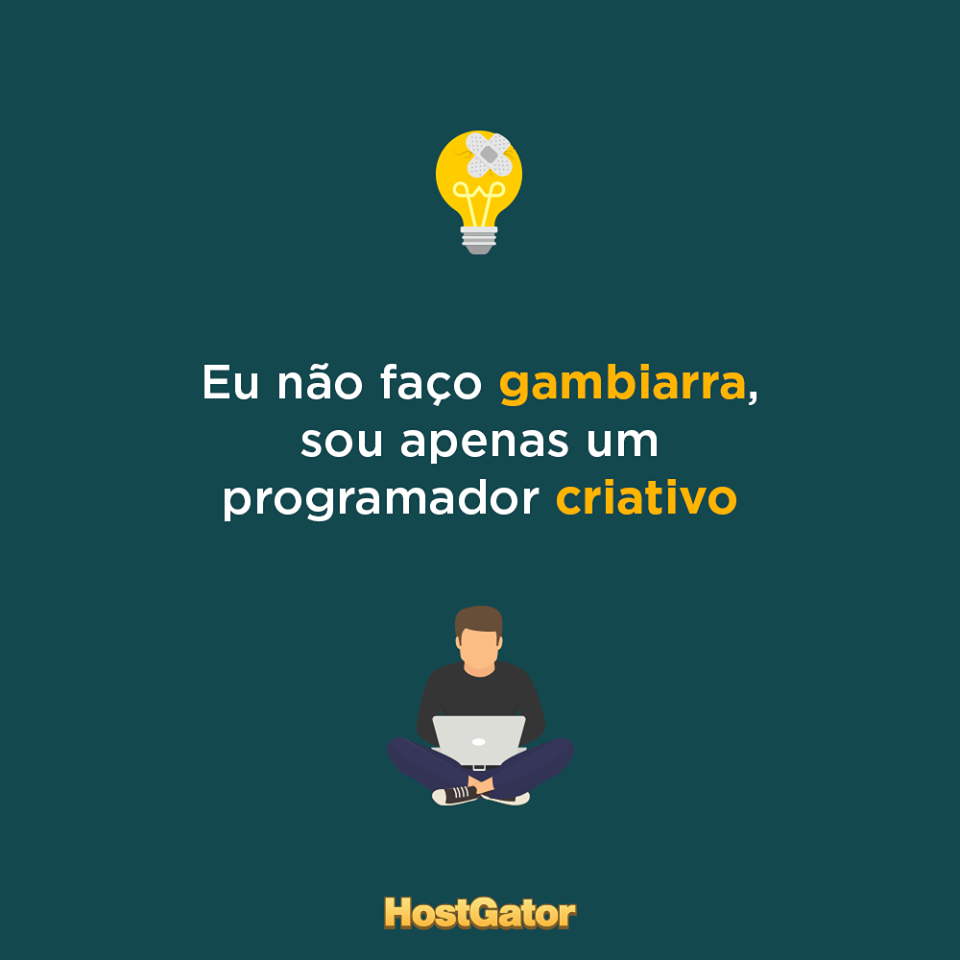 Eu não faço gambiarra,
sou apenas um
programador criativo
HostGator